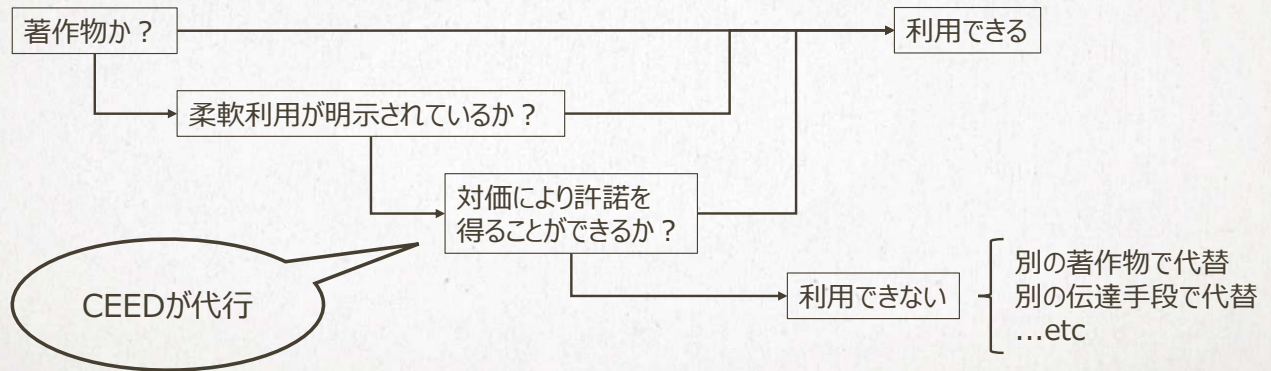 著作物か？
利用できる
柔軟利用が明示されているか？
対価により許諾を
得ることができるか？
CEEDが代行
利用できない
別の著作物で代替
別の伝達手段で代替
…etc